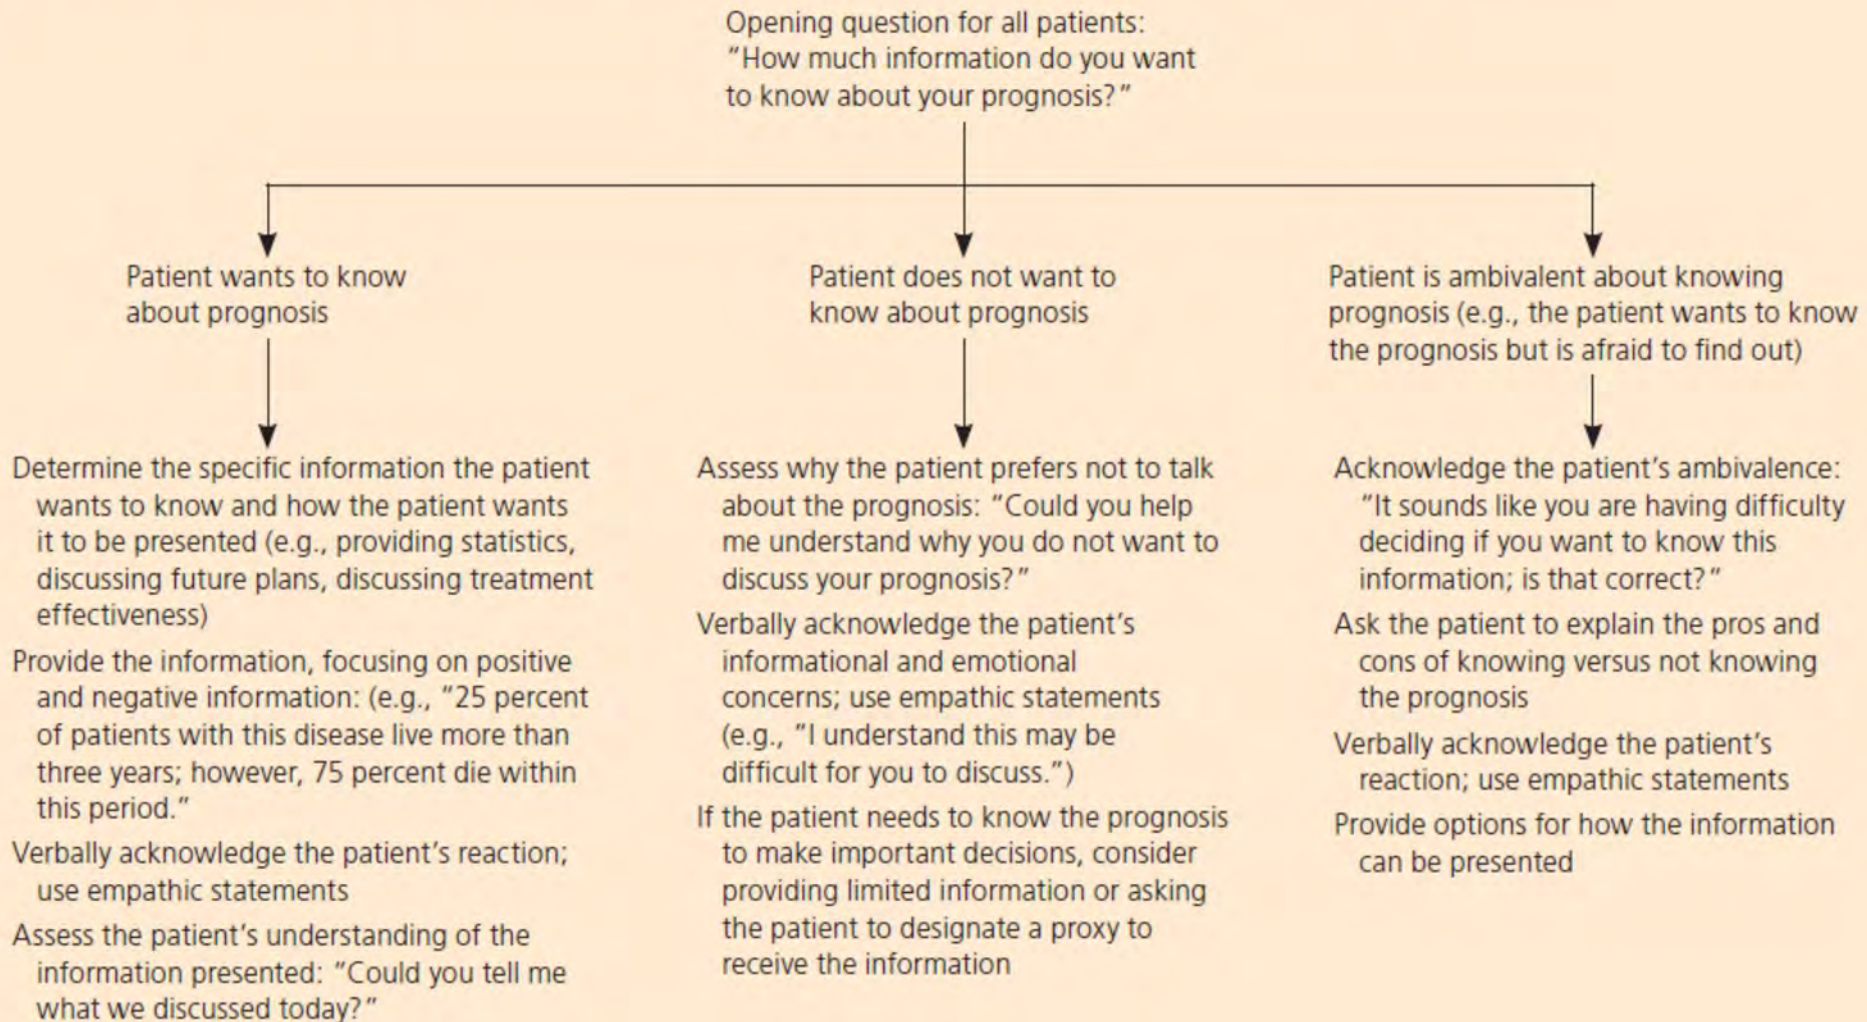 Opening question for all patients:
"How much information do you want
to know about your prognosis?"
Patient wants to know
about prognosis
Determine the specific information the patient
wants to know and how the patient wants
it to be presented (e.g., providing statistics,
discussing future plans, discussing treatment
effectiveness)
Provide the information, focusing on positive
and negative information: (e.g., "25 percent
of patients with this disease live more than
three years; however, 75 percent die within
this period."
Verbally acknowledge the patient's reaction;
use empathic statements
Assess the patient's understanding of the
information presented: "Could you tell me
what we discussed today?"
Patient does not want to
know about prognosis
Assess why the patient prefers not to talk
about the prognosis: "Could you help
me understand why you do not want to
discuss your prognosis?"
Verbally acknowledge the patient's
informational and emotional
concerns; use empathic statements
(e.g., "I understand this may be
difficult for you to discuss.")
If the patient needs to know the prognosis
to make important decisions, consider
providing limited information or asking
the patient to designate a proxy to
receive the information
Patient is ambivalent about knowing
prognosis (e.g., the patient wants to know
the prognosis but is afraid to find out)
Acknowledge the patient's ambivalence:
"It sounds like you are having difficulty
deciding if you want to know this
information; is that correct?"
Ask the patient to explain the pros and
cons of knowing versus not knowing
the prognosis
Verbally acknowledge the patient's
reaction; use empathic statements
Provide options for how the information
can be presented